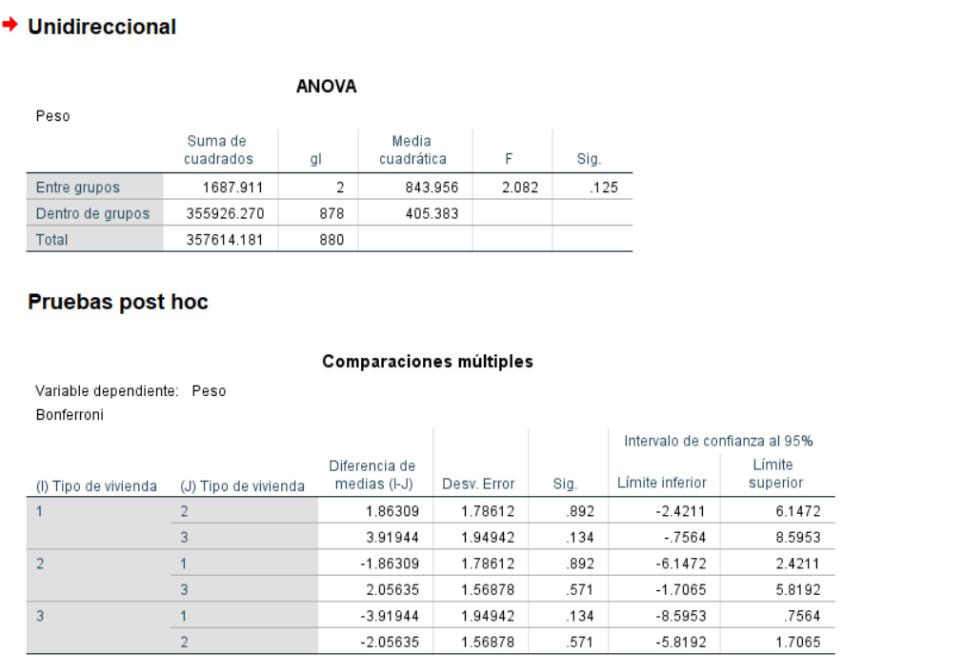 Unidireccional
ANOVA
Peso
Suma de cuadrados gl Media cuadrática F Sig.
Entre grupos 1687.911 2 843.956 2.082 .125
Dentro de grupos 355926.270 878 405.383
Total 357614.181 880
Pruebas post hoc
Comparaciones múltiples
Variable dependiente: Peso
Bonferroni
Intervalo de confianza al 95%
(I) Tipo de vivienda (J) Tipo de vivienda Diferencia de medias (I-J) Desv. Error Sig. Límite inferior Límite superior
1 2 1.86309 1.78612 .892 -2.4211 6.1472
3 3.91944 1.94942 .134 -.7564 8.5953
2 1 -1.86309 1.78612 .892 -6.1472 2.4211
3 2.05635 1.56878 .571 -1.7065 5.8192
3 1 -3.91944 1.94942 .134 -8.5953 .7564
2 -2.05635 1.56878 .571 -5.8192 1.7065